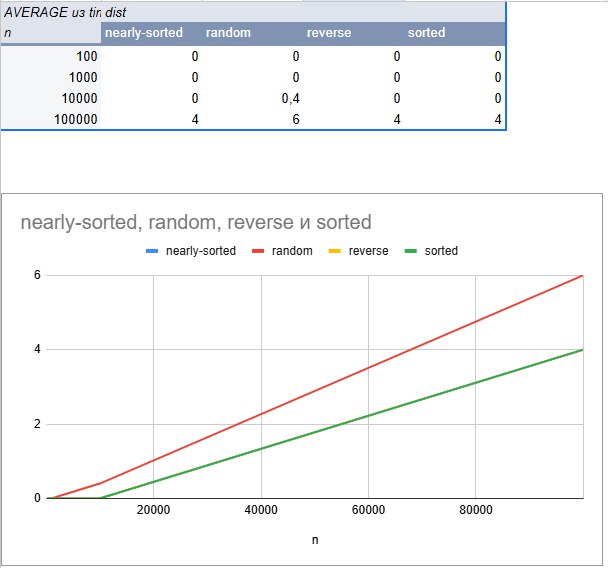 AVERAGE из tin dist
n nearly-sorted random reverse sorted
100 0 0 0 0
1000 0 0 0 0
10000 0 0,4 0 0
100000 4 6 4 4
nearly-sorted, random, reverse и sorted
nearly-sorted random reverse sorted
6
4
2
0
20000 40000 60000 80000
n